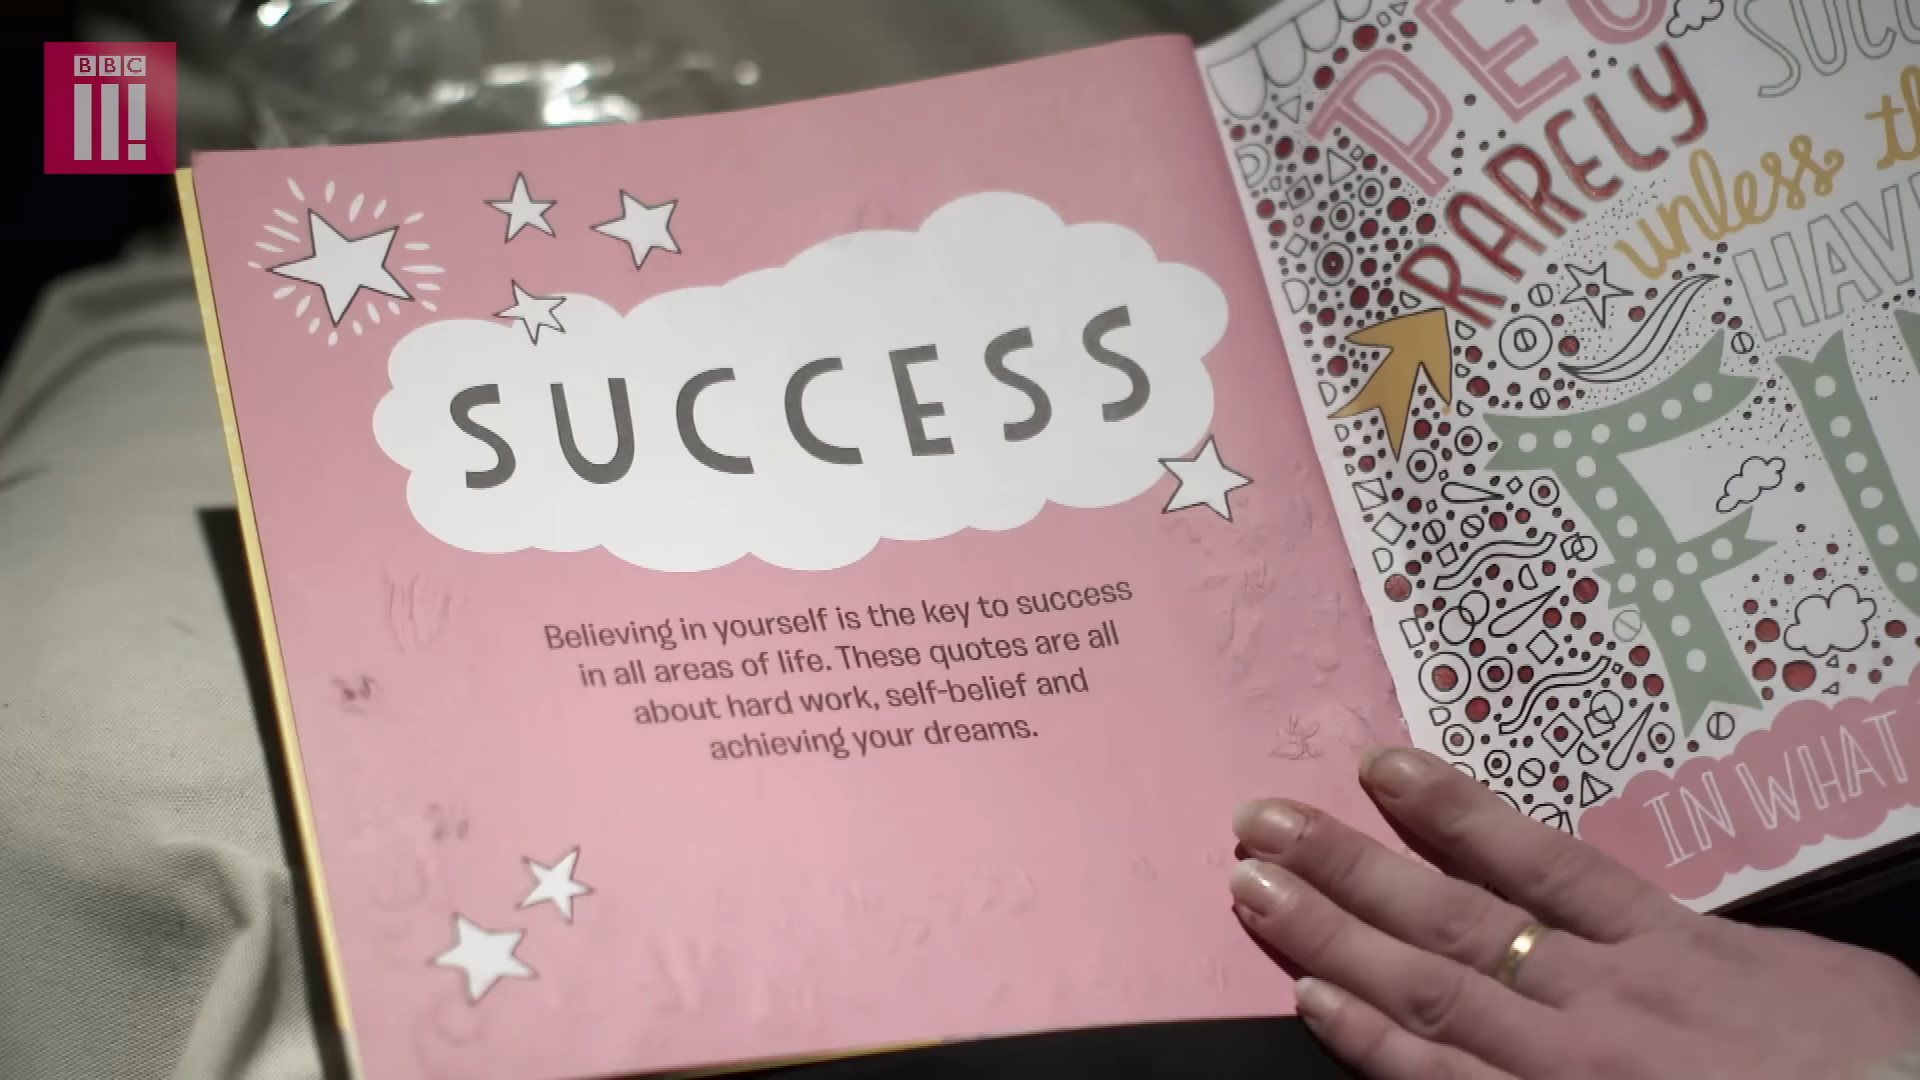 BBC
SUCCESS
Believing in yourself is the key to success
in all areas of life. These quotes are all
about hard work, self-belief and
achieving your dreams.
RARELY
unless
IN WHAT